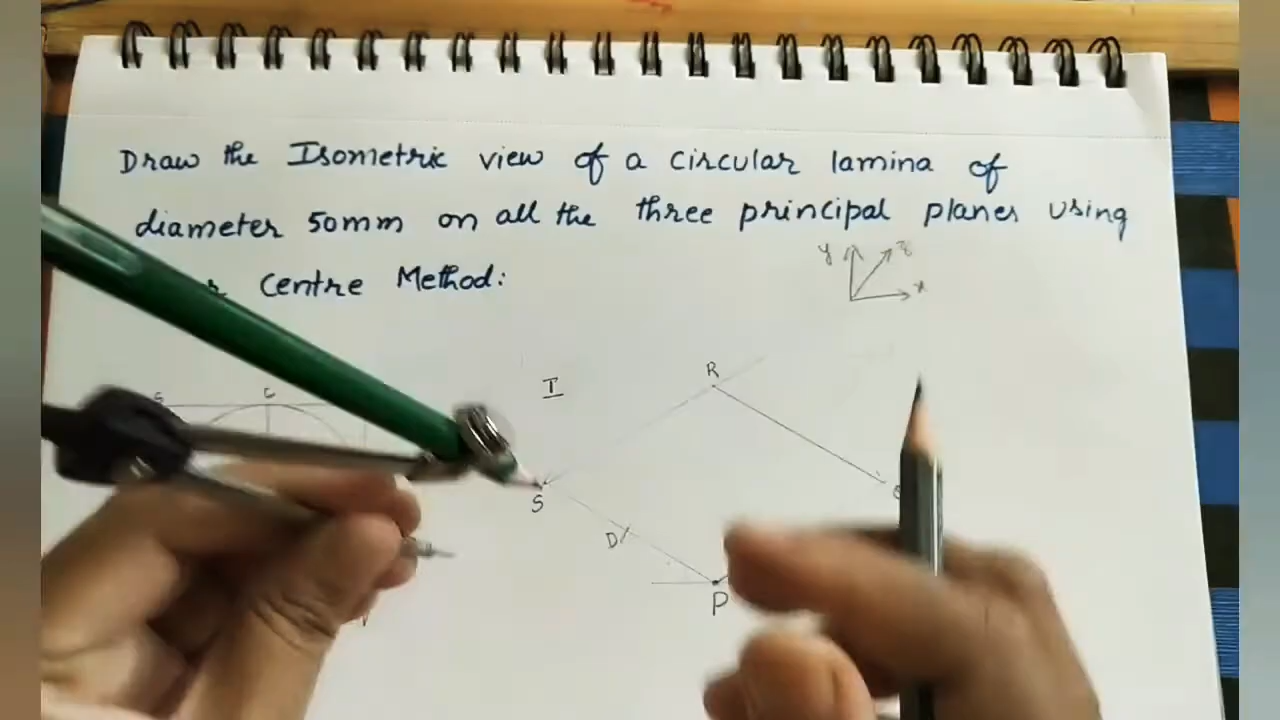 Draw the Isometric view of a circular lamina of
diameter 50mm on all the three principal planes using
Centre Method:
y z
x
I
R
C
S
D
P